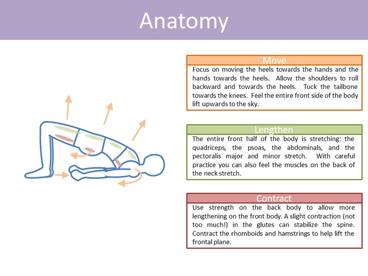 Anatomy
Move
Focus on moving the heels towards the hands and the
hands towards the heels. Allow the shoulders to roll
backward and towards the heels. Tuck the tailbone
towards the knees. Feel the entire front side of the body
lift upwards to the sky.
Lengthen
The entire front half of the body is stretching: the
quadriceps, the psoas, the abdominals, and the
pectoralis major and minor stretch. With careful
practice you can also feel the muscles on the back of
the neck stretch.
Contract
Use strength on the back body to allow more
lengthening on the front body. A slight contraction (not
too much!) in the glutes can stabilize the spine.
Contract the rhomboids and hamstrings to help lift the
frontal plane.